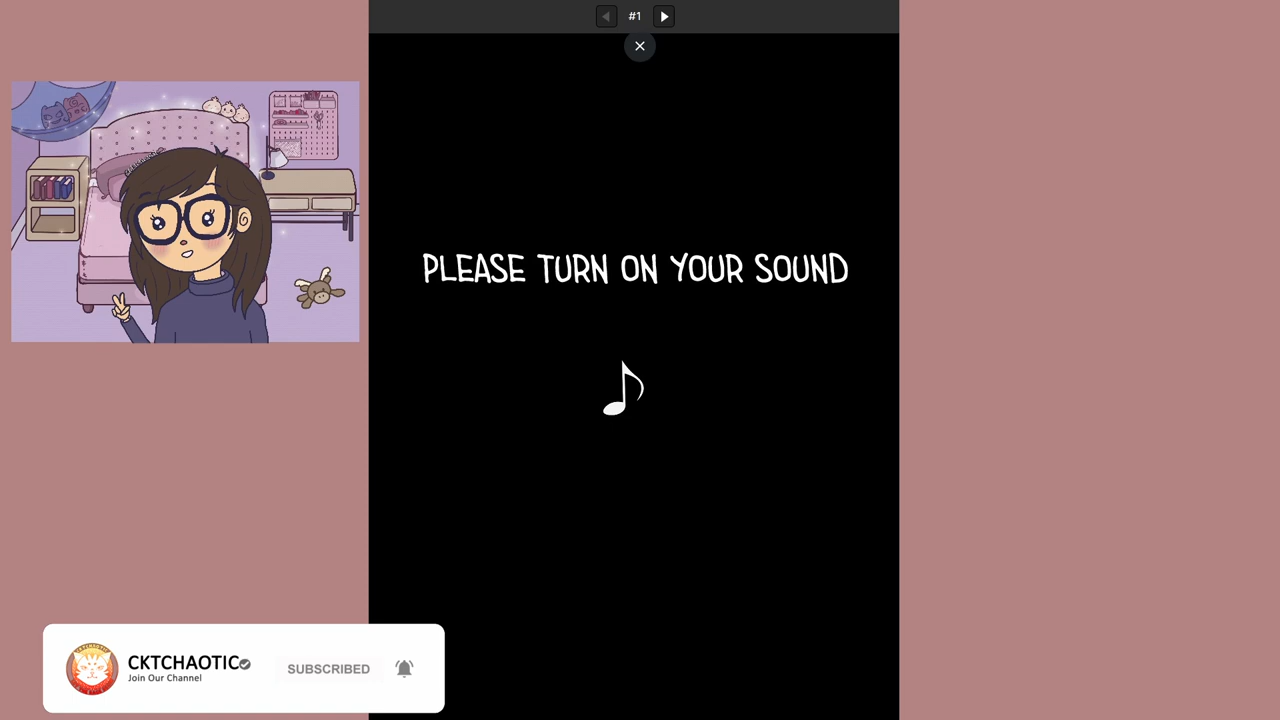 #1
PLEASE TURN ON YOUR SOUND
CKTCHAOTIC
Join Our Channel
SUBSCRIBED